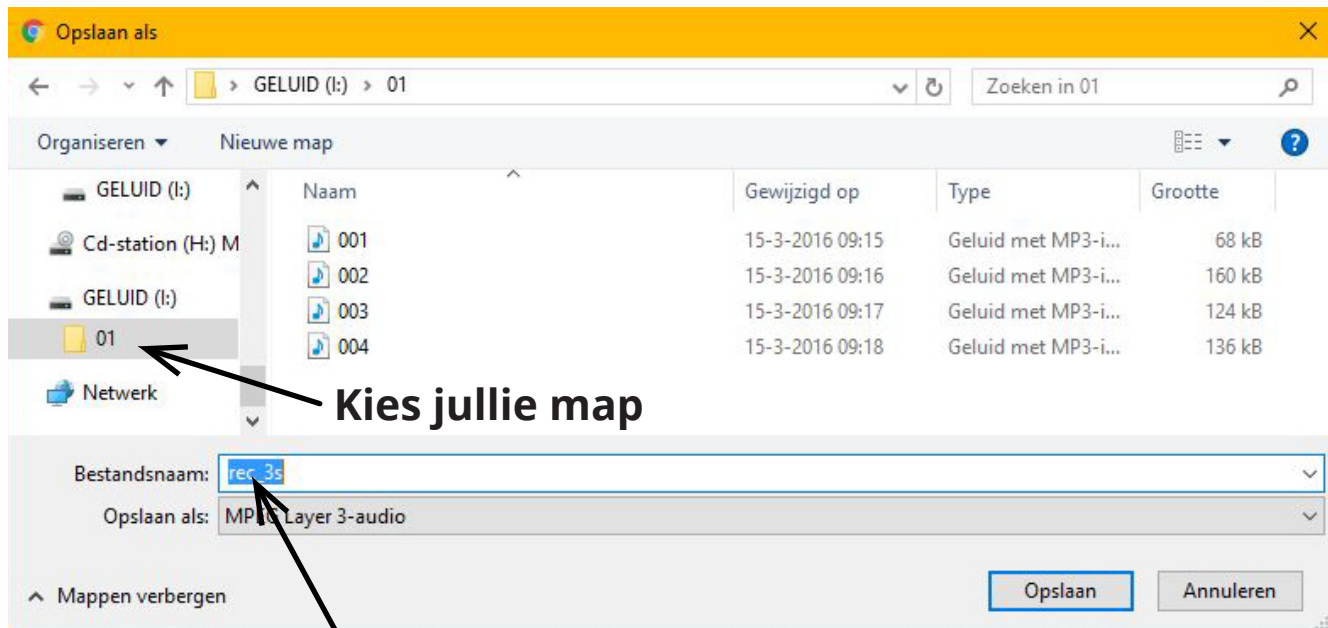 Opslaan als
GELUID (I:) > 01
Zoeken in 01
Organiseren
Nieuwe map
GELUID (I:)
Cd-station (H:) M
GELUID (I:)
01
Netwerk
Naam Gewijzigd op Type Grootte
001 15-3-2016 09:15 Geluid met MP3-i... 68 kB
002 15-3-2016 09:16 Geluid met MP3-i... 160 kB
003 15-3-2016 09:17 Geluid met MP3-i... 124 kB
004 15-3-2016 09:18 Geluid met MP3-i... 136 kB
Kies jullie map
Bestandsnaam: rec_3s
Opslaan als: MPEG Layer 3-audio
Mappen verbergen
Opslaan Annuleren